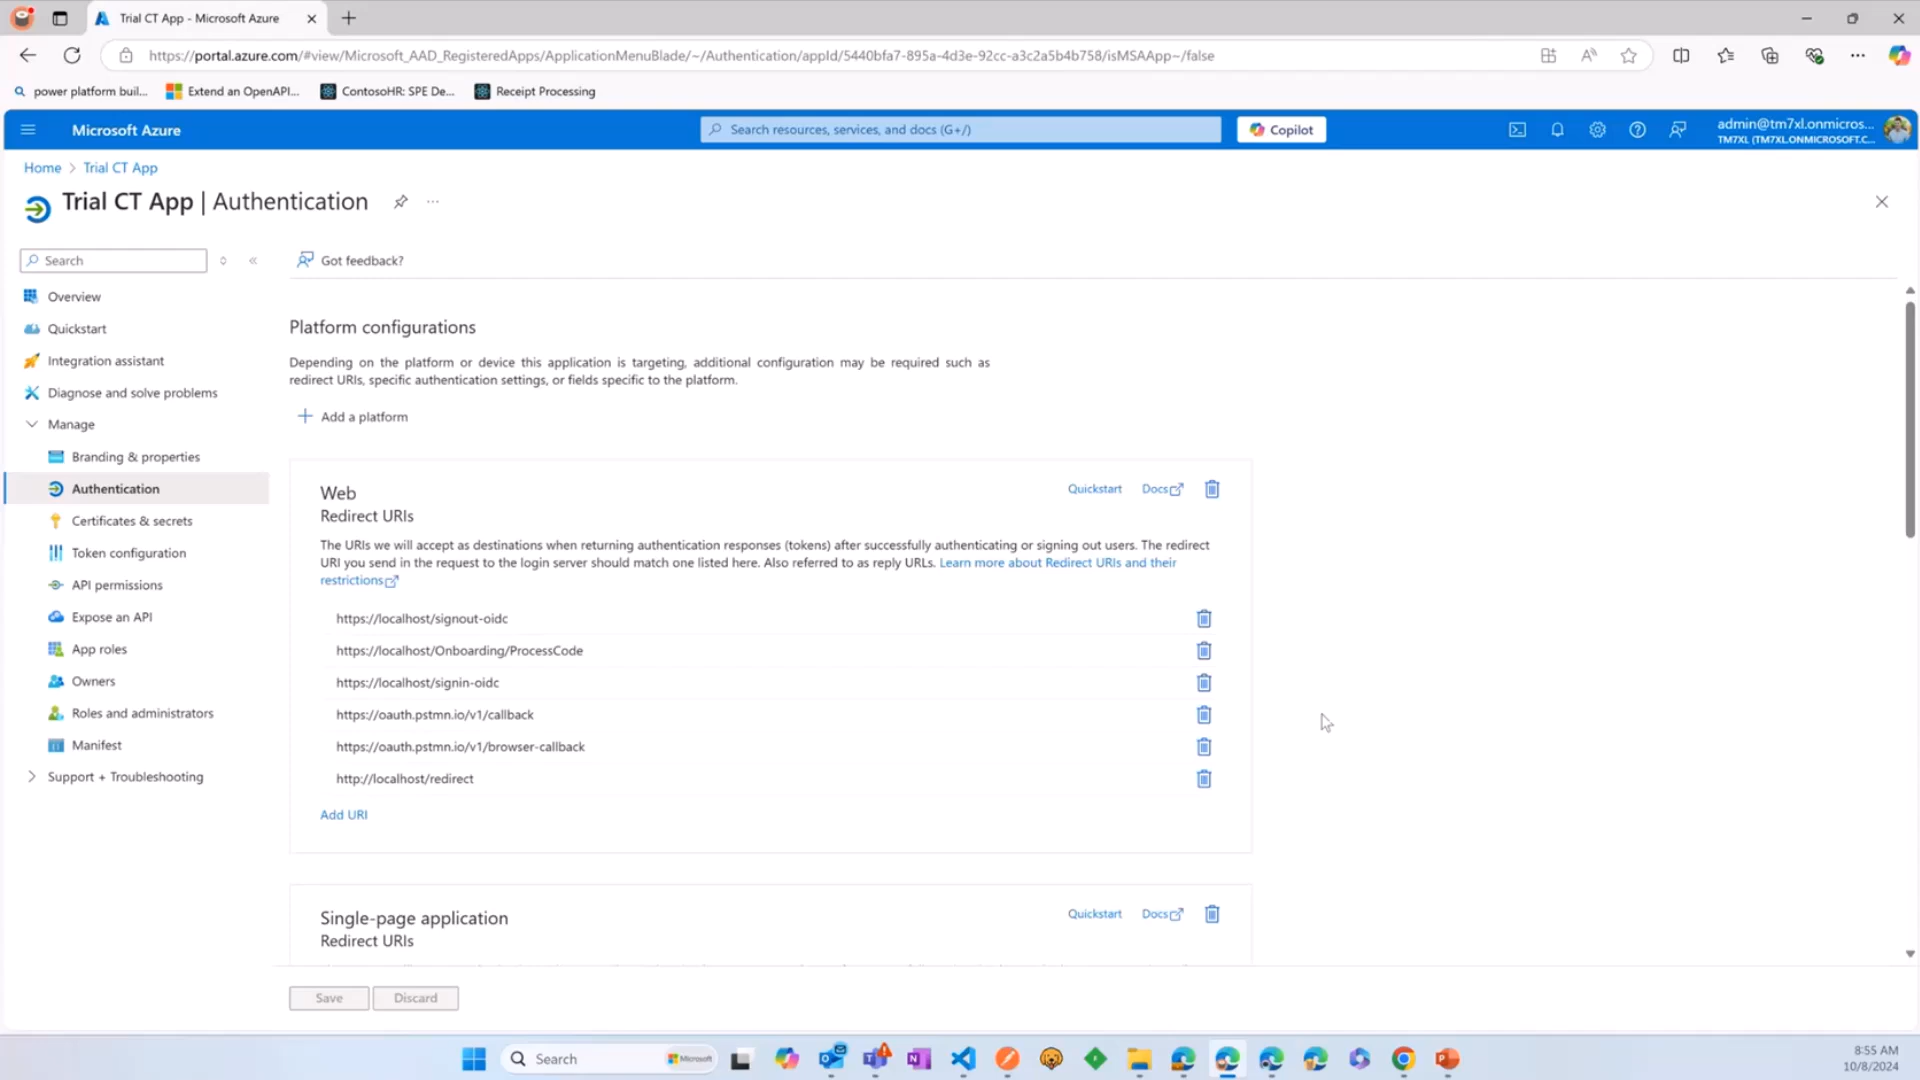 Trial CT App - Microsoft Azure
https://portal.azure.com/#view/Microsoft_AAD_RegisteredApps/ApplicationMenuBlade/~/Authentication/appId/5440bfa7-895a-4d3e-92cc-a3c2a5b4b758/isMSAApp~/false
power platform buil...
Extend an OpenAPI...
ContosoHR: SPE De...
Receipt Processing
Microsoft Azure
Search resources, services, and docs (G+/)
Copilot
admin@tm7xl.onmicros...
TM7XL (TM7XL.ONMICROSOFT.C...
Home > Trial CT App
Trial CT App | Authentication
Search
Got feedback?
Overview
Quickstart
Integration assistant
Diagnose and solve problems
Manage
Branding & properties
Authentication
Certificates & secrets
Token configuration
API permissions
Expose an API
App roles
Owners
Roles and administrators
Manifest
Support + Troubleshooting
Platform configurations
Depending on the platform or device this application is targeting, additional configuration may be required such as
redirect URIs, specific authentication settings, or fields specific to the platform.
Add a platform
Web
Quickstart
Docs
Redirect URIs
The URIs we will accept as destinations when returning authentication responses (tokens) after successfully authenticating or signing out users. The redirect
URI you send in the request to the login server should match one listed here. Also referred to as reply URLs. Learn more about Redirect URIs and their
restrictions
https://localhost/signout-oidc
https://localhost/Onboarding/ProcessCode
https://localhost/signin-oidc
https://oauth.pstmn.io/v1/callback
https://oauth.pstmn.io/v1/browser-callback
http://localhost/redirect
Add URI
Single-page application
Quickstart
Docs
Redirect URIs
Save
Discard
Search
Microsoft
8:55 AM
10/8/2024